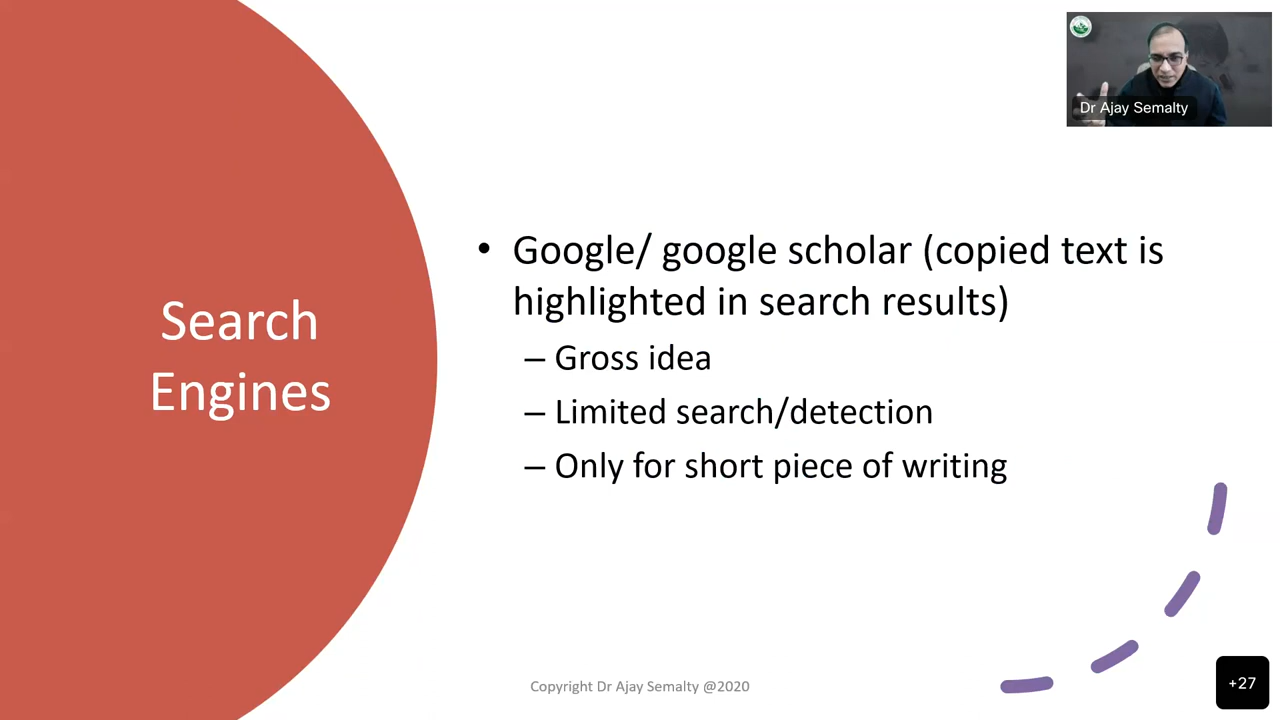 Dr Ajay Semalty
Search
Engines
• Google/ google scholar (copied text is
highlighted in search results)
– Gross idea
– Limited search/detection
– Only for short piece of writing
Copyright Dr Ajay Semalty @2020
+27